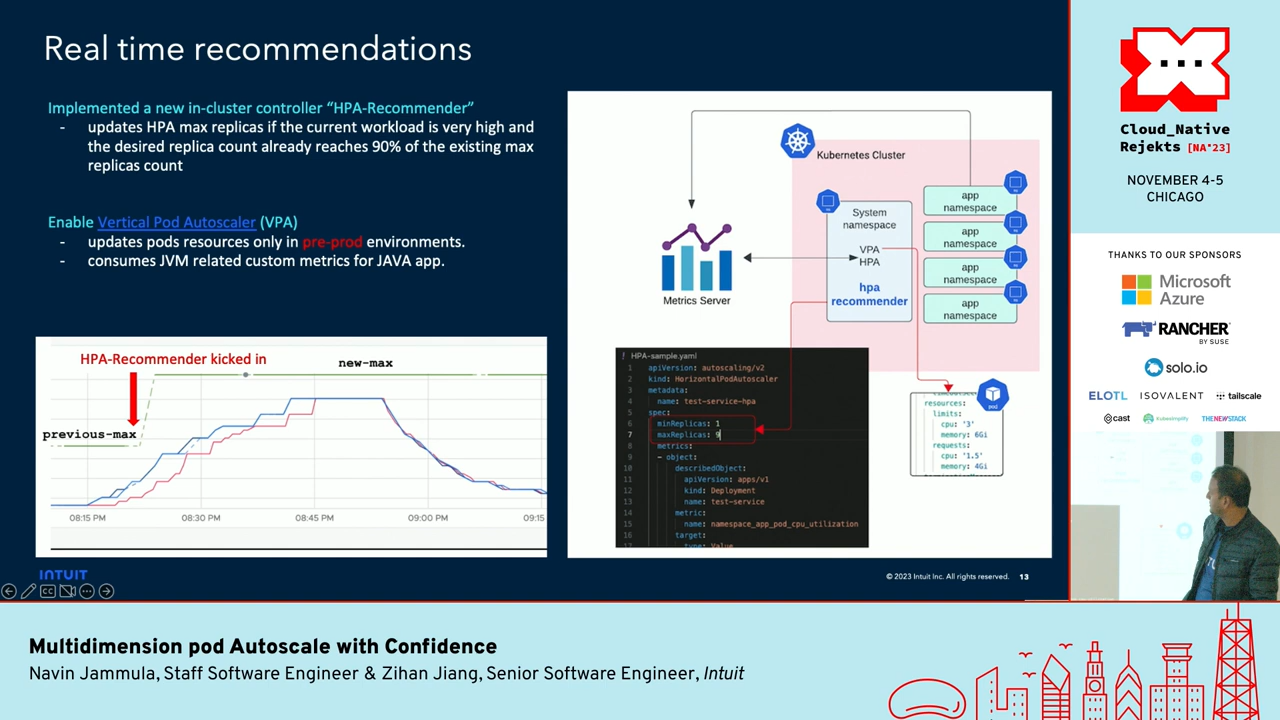 Real time recommendations
Implemented a new in-cluster controller “HPA-Recommender”
- updates HPA max replicas if the current workload is very high and
the desired replica count already reaches 90% of the existing max
replicas count
Enable Vertical Pod Autoscaler (VPA)
- updates pods resources only in pre-prod environments.
- consumes JVM related custom metrics for JAVA app.
HPA-Recommender kicked in
new-max
previous-max
08:15 PM
08:30 PM
08:45 PM
09:00 PM
09:15
Kubernetes Cluster
System
namespace
VPA
HPA
hpa
recommender
app
namespace
app
namespace
app
namespace
app
namespace
Metrics Server
! HPA-sample.yaml
1 apiVersion: autoscaling/v2
2 kind: HorizontalPodAutoscaler
3 metadata:
4 name: test-service-hpa
5 spec:
6 minReplicas: 1
7 maxReplicas: 9
8 metrics:
9 - object:
10 describedObject:
11 apiVersion: apps/v1
12 kind: Deployment
13 name: test-service
14 metric:
15 name: namespace_app_pod_cpu_utilization
16 target:
17 type: Value
resources:
limits:
cpu: '3'
memory: 6Gi
requests:
cpu: '1.5'
memory: 4Gi
pod
INTUIT
CC
© 2023 Intuit Inc. All rights reserved. 13
Cloud_Native
Rejekts [NA'23]
NOVEMBER 4-5
CHICAGO
THANKS TO OUR SPONSORS
Microsoft
Azure
RANCHER
BY SUSE
solo.io
ELOTL
ISOVALENT
tailscale
cast
Kubesimplify
THENEWSTACK
Multidimension pod Autoscale with Confidence
Navin Jammula, Staff Software Engineer & Zihan Jiang, Senior Software Engineer, Intuit